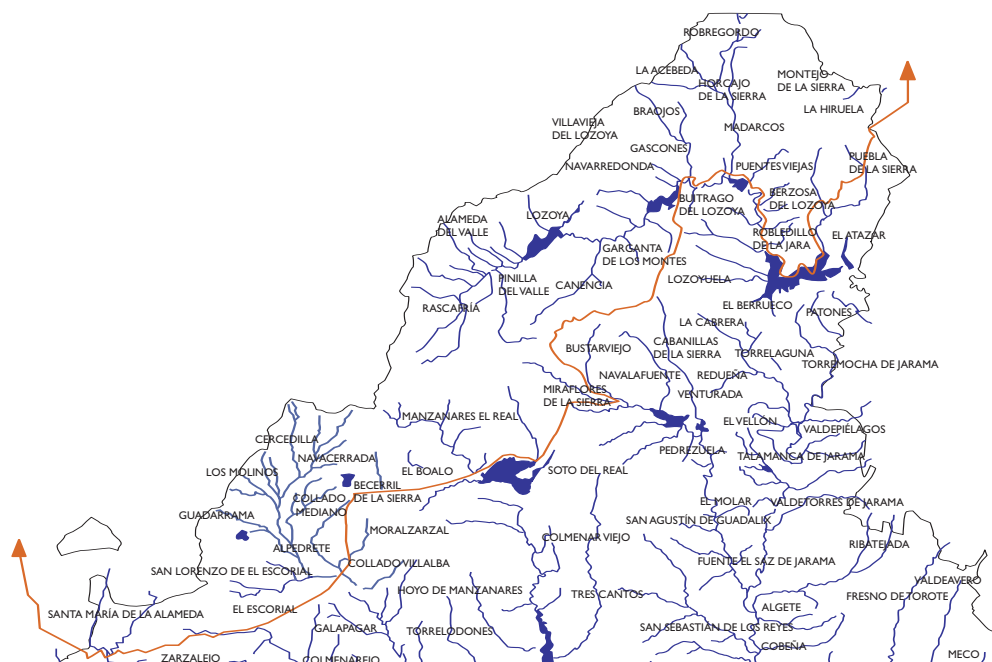 ROBREGORDO
LA ACEBEDA
HORCAJO
DE LA SIERRA
MONTEJO
DE LA SIERRA
BRAOJOS
LA HIRUELA
VILLAVIEJA
DEL LOZOYA
MADARCOS
GASCONES
NAVARREDONDA
PUENTES VIEJAS
PUEBLA
DE LA SIERRA
BUITRAGO
DEL LOZOYA
BERZOSA
DEL LOZOYA
ALAMEDA
DEL VALLE
LOZOYA
ROBLEDILLO
DE LA JARA
EL ATAZAR
GARGANTA
DE LOS MONTES
PINILLA
DEL VALLE
CANENCIA
LOZOYUELA
RASCAFRÍA
EL BERRUECO
PATONES
LA CABRERA
BUSTARVIEJO
CABANILLAS
DE LA SIERRA
TORRELAGUNA
TORREMOCHA DE JARAMA
NAVALAFUENTE
REDUEÑA
MIRAFLORES
DE LA SIERRA
VENTURADA
MANZANARES EL REAL
EL VELLÓN
VALDEPIÉLAGOS
CERCEDILLA
NAVACERRADA
PEDREZUELA
TALAMANCA DE JARAMA
LOS MOLINOS
EL BOALO
SOTO DEL REAL
BECERRIL
DE LA SIERRA
COLLADO
MEDIANO
EL MOLAR
VALDETORRES DE JARAMA
GUADARRAMA
MORALZARZAL
SAN AGUSTÍN DE GUADALIX
COLMENAR VIEJO
ALPEDRETE
RIBATEJADA
COLLADO VILLALBA
FUENTE EL SAZ DE JARAMA
SAN LORENZO DE EL ESCORIAL
VALDEAVERO
HOYO DE MANZANARES
TRES CANTOS
FRESNO DE TOROTE
SANTA MARÍA DE LA ALAMEDA
EL ESCORIAL
ALGETE
GALAPAGAR
TORRELODONES
SAN SEBASTIÁN DE LOS REYES
COBEÑA
ZARZALEJO
COLMENAREJO
MECO